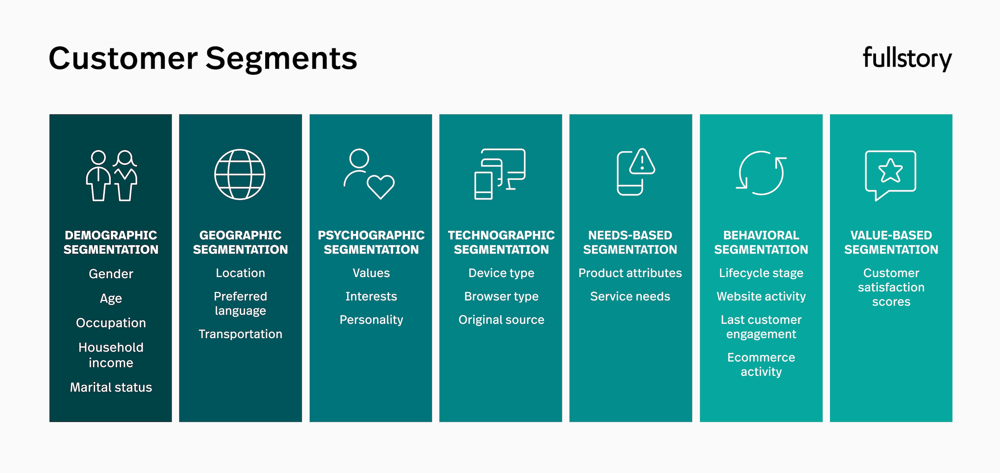 Customer Segments
fullstory
DEMOGRAPHIC
SEGMENTATION
Gender
Age
Occupation
Household
income
Marital status
GEOGRAPHIC
SEGMENTATION
Location
Preferred
language
Transportation
PSYCHOGRAPHIC
SEGMENTATION
Values
Interests
Personality
TECHNOGRAPHIC
SEGMENTATION
Device type
Browser type
Original source
NEEDS-BASED
SEGMENTATION
Product attributes
Service needs
BEHAVIORAL
SEGMENTATION
Lifecycle stage
Website activity
Last customer
engagement
Ecommerce
activity
VALUE-BASED
SEGMENTATION
Customer
satisfaction
scores